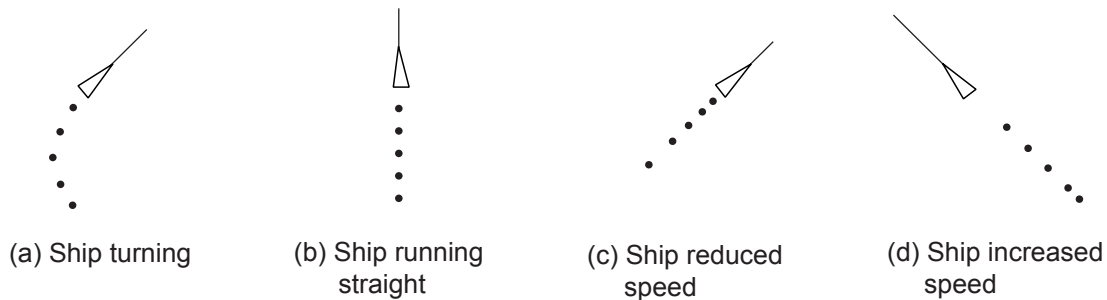 (a) Ship turning
(b) Ship running
straight
(c) Ship reduced
speed
(d) Ship increased
speed